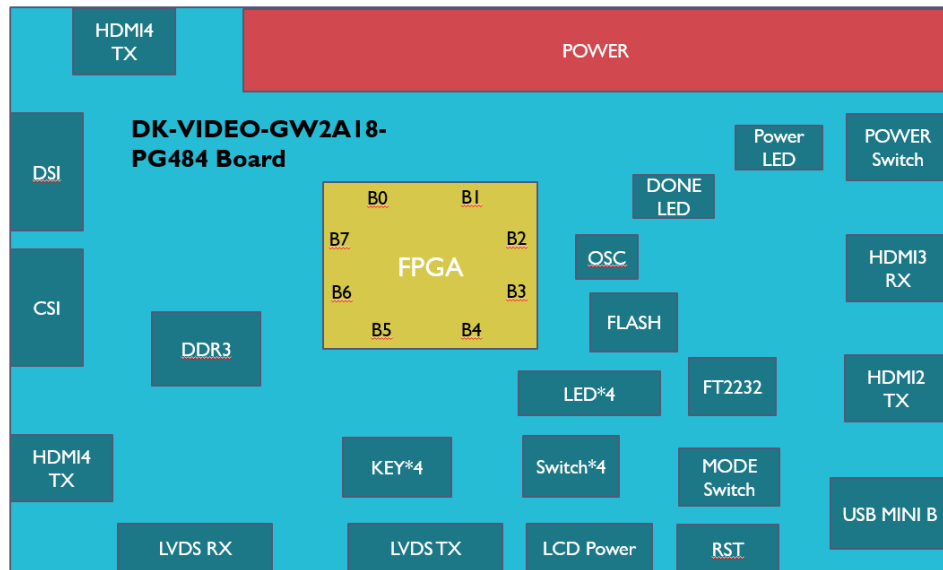 HDMI4
TX
POWER
DK-VIDEO-GW2A18-
PG484 Board
Power
LED
POWER
Switch
DSI
DONE
LED
B0
B1
B7
B2
FPGA
OSC
HDMI3
RX
B6
B3
CSI
FLASH
B5
B4
DDR3
LED*4
FT2232
HDMI2
TX
HDMI4
TX
KEY*4
Switch*4
MODE
Switch
USB MINI B
LVDS RX
LVDS TX
LCD Power
RST